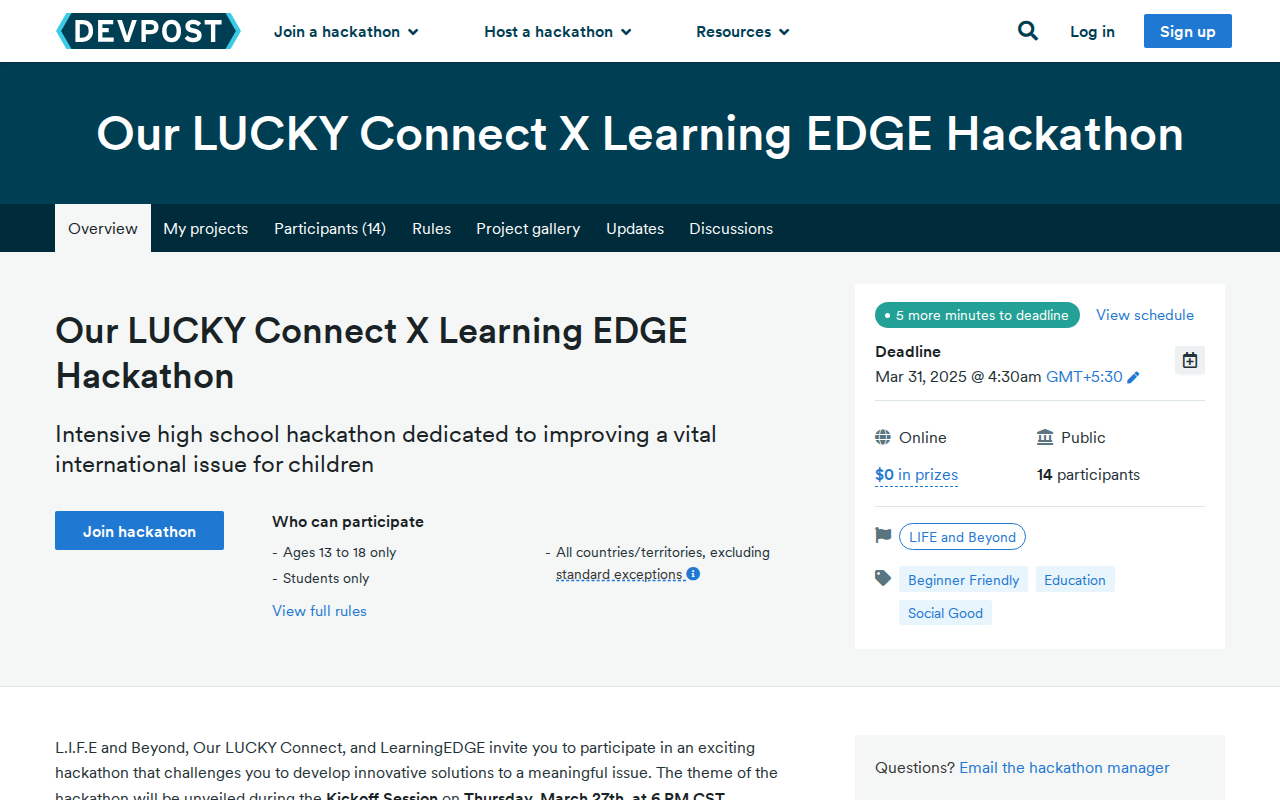 DEVPOST
Join a hackathon
Host a hackathon
Resources
Log in
Sign up
Our LUCKY Connect X Learning EDGE Hackathon
Overview
My projects
Participants (14)
Rules
Project gallery
Updates
Discussions
Our LUCKY Connect X Learning EDGE
Hackathon
Intensive high school hackathon dedicated to improving a vital
international issue for children
Join hackathon
Who can participate
- Ages 13 to 18 only
- Students only
- All countries/territories, excluding
standard exceptions
View full rules
5 more minutes to deadline
View schedule
Deadline
Mar 31, 2025 @ 4:30am GMT+5:30
Online
Public
$0 in prizes
14 participants
LIFE and Beyond
Beginner Friendly
Education
Social Good
L.I.F.E and Beyond, Our LUCKY Connect, and LearningEDGE invite you to participate in an exciting
hackathon that challenges you to develop innovative solutions to a meaningful issue. The theme of the
hackathon will be unveiled during the Kickoff Session on Thursday, March 27th, at 6 PM CST.
Questions? Email the hackathon manager